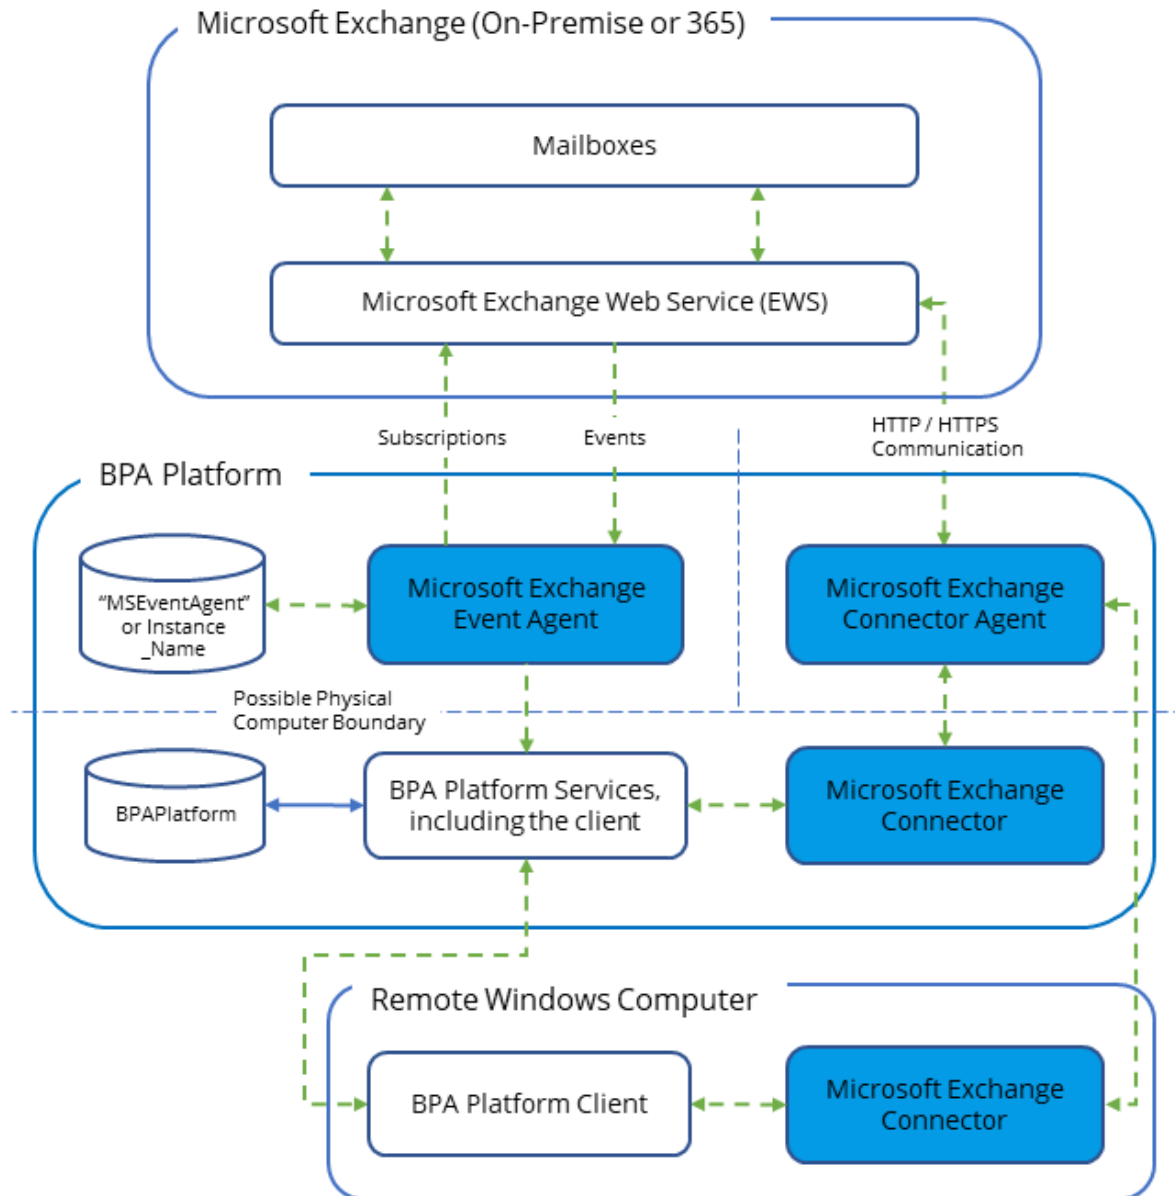 Microsoft Exchange (On-Premise or 365)
Mailboxes
Microsoft Exchange Web Service (EWS)
Subscriptions
Events
HTTP / HTTPS
Communication
BPA Platform
“MSEventAgent”
or Instance
_Name
Microsoft Exchange
Event Agent
Microsoft Exchange
Connector Agent
Possible Physical
Computer Boundary
BPAPlatform
BPA Platform Services,
including the client
Microsoft Exchange
Connector
Remote Windows Computer
BPA Platform Client
Microsoft Exchange
Connector